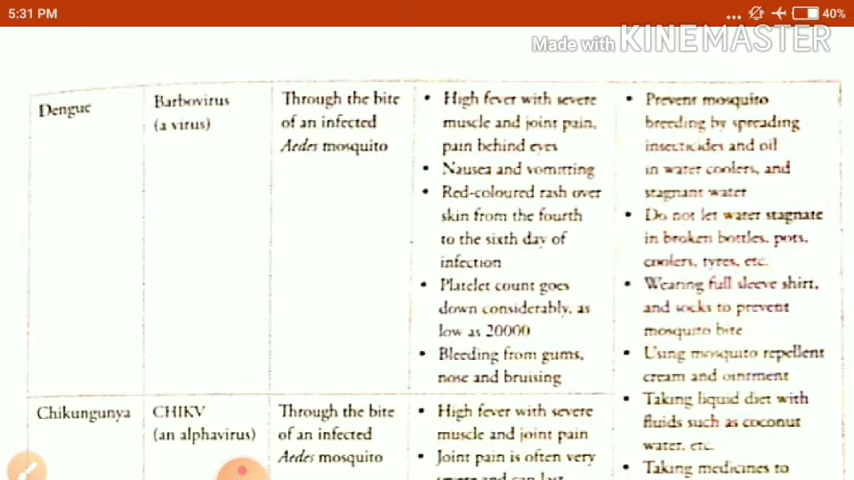 5:31 PM
40%
Made with KINEMASTER
Dengue
Barbovirus
(a virus)
Through the bite
of an infected
Aedes mosquito
• High fever with severe
muscle and joint pain,
pain behind eyes
• Nausea and vomitting
• Red-coloured rash over
skin from the fourth
to the sixth day of
infection
• Platelet count goes
down considerably, as
low as 20000
• Bleeding from gums,
nose and bruising
• Prevent mosquito
breeding by spreading
insecticides and oil
in water coolers, and
stagnant water
• Do not let water stagnate
in broken bottles, pots,
coolers, tyres, etc.
• Wearing full sleeve shirt,
and socks to prevent
mosquito bite
• Using mosquito repellent
cream and ointment
• Taking liquid diet with
fluids such as coconut
water, etc.
• Taking medicines to
Chikungunya
CHIKV
(an alphavirus)
Through the bite
of an infected
Aedes mosquito
• High fever with severe
muscle and joint pain
• Joint pain is often very
severe and can last